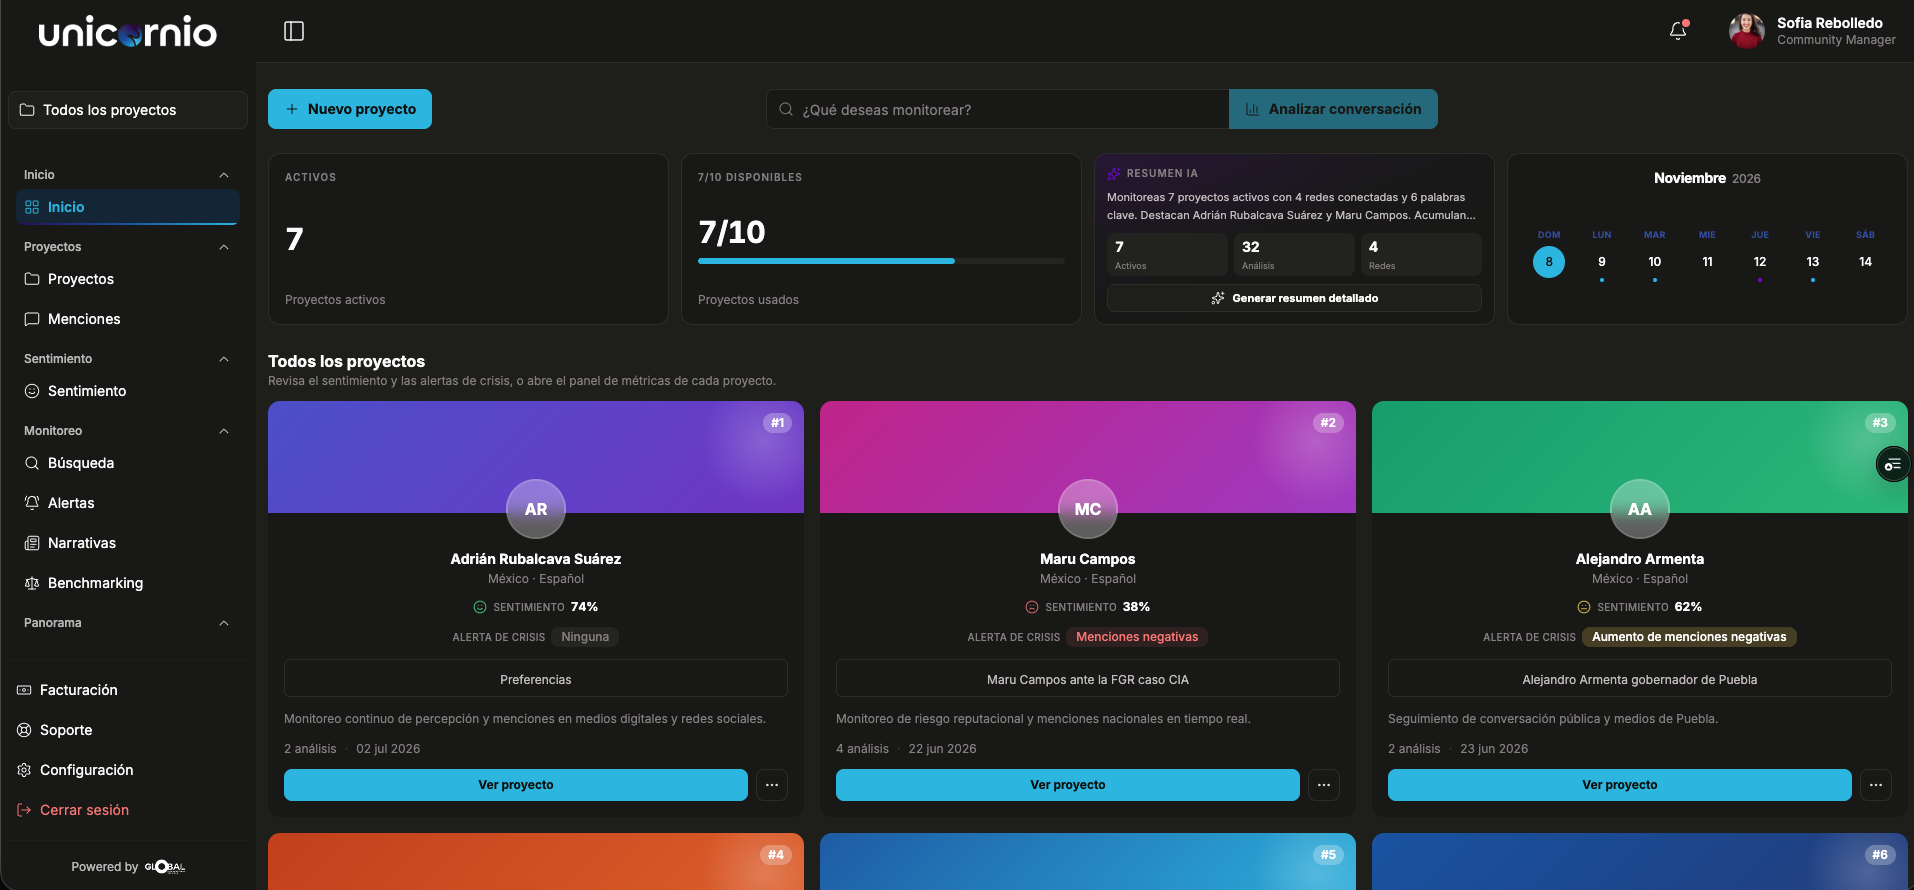 unicornio
Sofia Rebolledo
Community Manager
Todos los proyectos
Nuevo proyecto
¿Qué deseas monitorear?
Analizar conversación
Inicio
Inicio
Proyectos
Proyectos
Menciones
Sentimiento
Sentimiento
Monitoreo
Búsqueda
Alertas
Narrativas
Benchmarking
Panorama
Facturación
Soporte
Configuración
Cerrar sesión
Powered by GLOBAL
ACTIVOS
7
Proyectos activos
7/10 DISPONIBLES
7/10
Proyectos usados
RESUMEN IA
Monitoreas 7 proyectos activos con 4 redes conectadas y 6 palabras
clave. Destacan Adrián Rubalcava Suárez y Maru Campos. Acumulan...
7 32 4
Activos Análisis Redes
Generar resumen detallado
Noviembre 2026
DOM LUN MAR MIE JUE VIE SÁB
8 9 10 11 12 13 14
Todos los proyectos
Revisa el sentimiento y las alertas de crisis, o abre el panel de métricas de cada proyecto.
#1
AR
Adrián Rubalcava Suárez
México · Español
SENTIMIENTO 74%
ALERTA DE CRISIS Ninguna
Preferencias
Monitoreo continuo de percepción y menciones en medios digitales y redes sociales.
2 análisis · 02 jul 2026
Ver proyecto
#2
MC
Maru Campos
México · Español
SENTIMIENTO 38%
ALERTA DE CRISIS Menciones negativas
Maru Campos ante la FGR caso CIA
Monitoreo de riesgo reputacional y menciones nacionales en tiempo real.
4 análisis · 22 jun 2026
Ver proyecto
#3
AA
Alejandro Armenta
México · Español
SENTIMIENTO 62%
ALERTA DE CRISIS Aumento de menciones negativas
Alejandro Armenta gobernador de Puebla
Seguimiento de conversación pública y medios de Puebla.
2 análisis · 23 jun 2026
Ver proyecto
#4
#5
#6